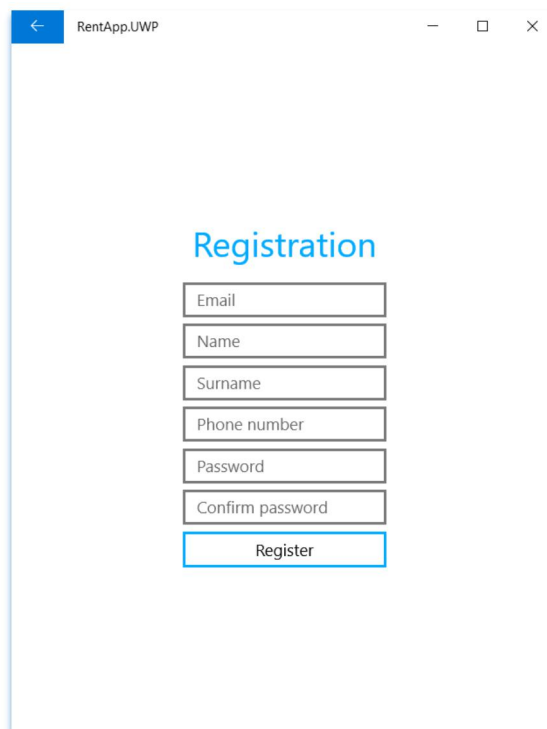 RentApp.UWP
Registration
Email
Name
Surname
Phone number
Password
Confirm password
Register